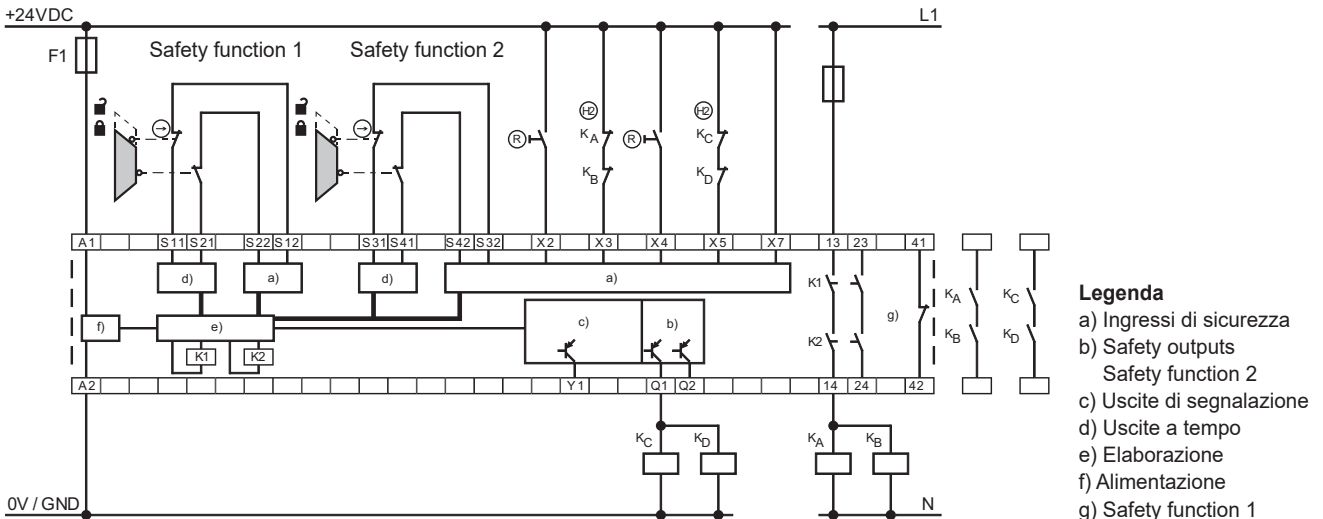 +24VDC
L1
F1
Safety function 1
Safety function 2
H2
H2
R
K A
R
KC
KB
KD
A1 S11 S21 S22 S12 S31 S41 S42 S32 X2 X3 X4 X5 X7 13 23 41
d)
a)
d)
a)
K1
g)
KA
KC
f)
e)
c)
b)
K1
K2
K2
KB
KD
A2 Y1 Q1 Q2 14 24 42
KC
KD
KA
KB
0V / GND
N
Legenda
a) Ingressi di sicurezza
b) Safety outputs
Safety function 2
c) Uscite di segnalazione
d) Uscite a tempo
e) Elaborazione
f) Alimentazione
g) Safety function 1